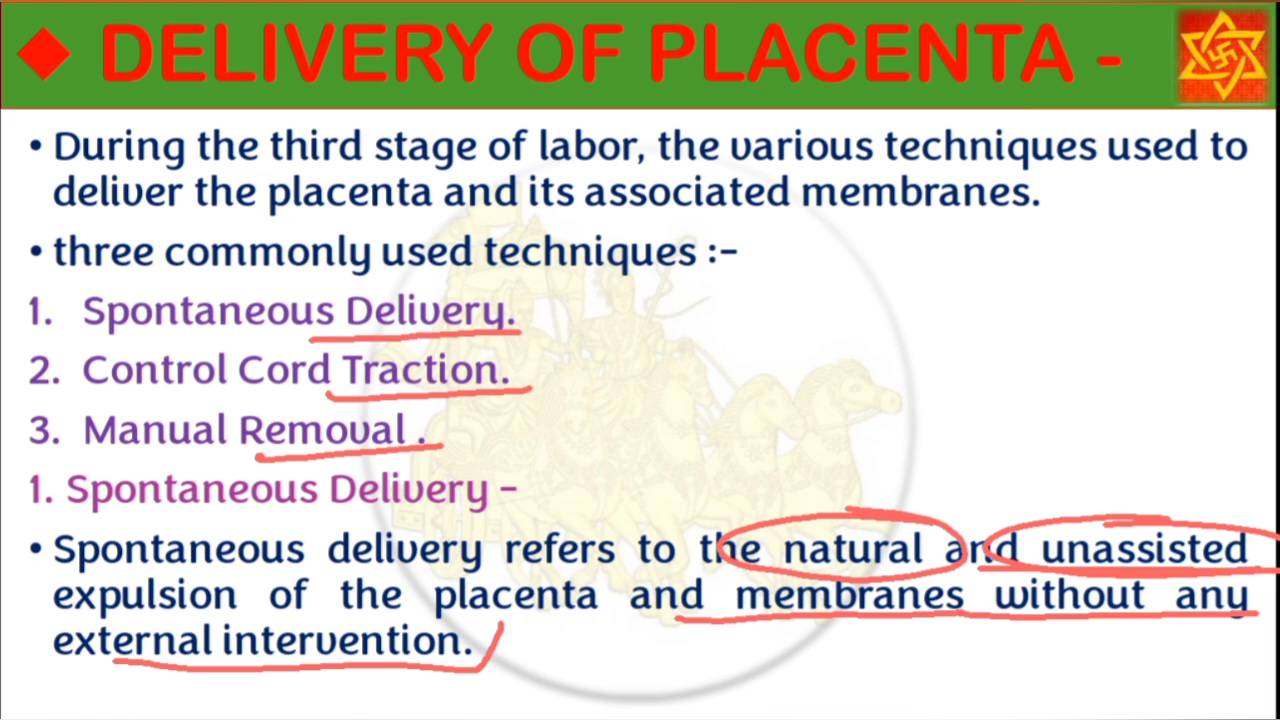 ◆ DELIVERY OF PLACENTA -
• During the third stage of labor, the various techniques used to
deliver the placenta and its associated membranes.
• three commonly used techniques :-
1. Spontaneous Delivery.
2. Control Cord Traction.
3. Manual Removal .
1. Spontaneous Delivery -
• Spontaneous delivery refers to the natural and unassisted
expulsion of the placenta and membranes without any
external intervention.